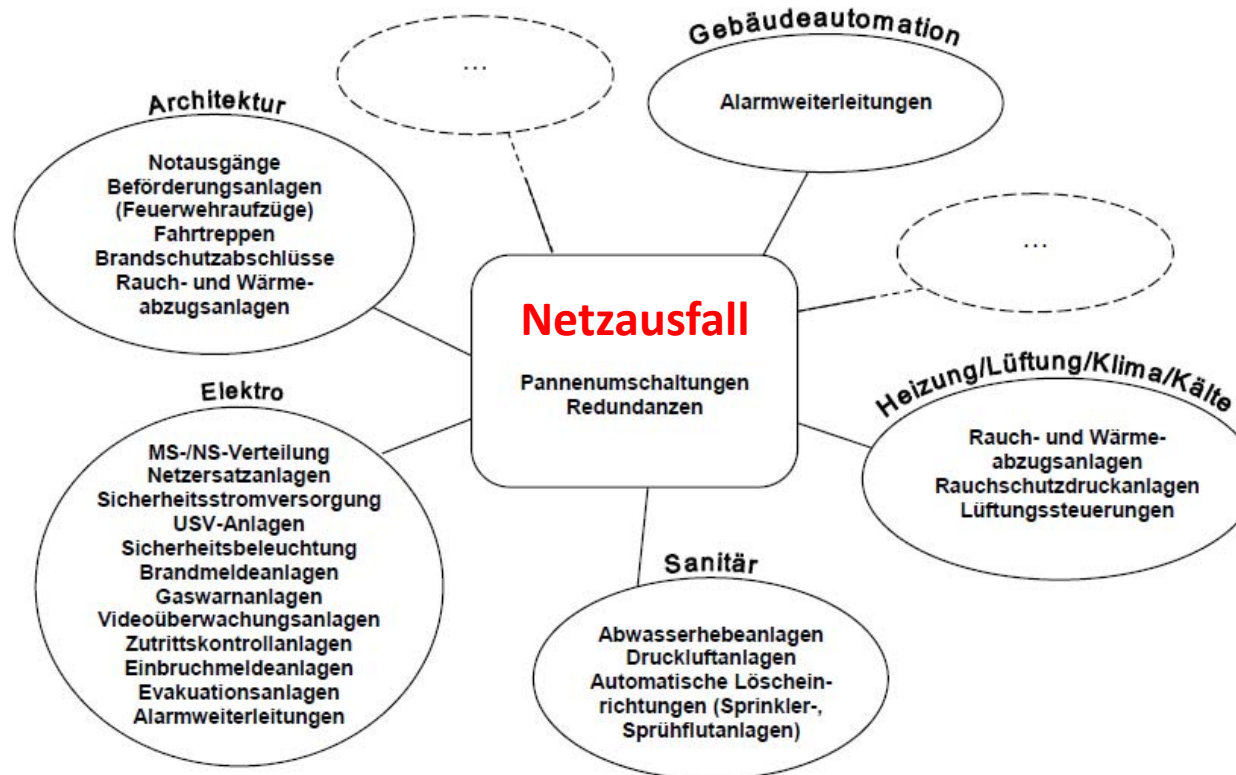 Gebäudeautomation
Alarmweiterleitungen
...
Architektur
Notausgänge
Beförderungsanlagen
(Feuerwehraufzüge)
Fahrtreppen
Brandschutzabschlüsse
Rauch- und Wärme-
abzugsanlagen
...
Netzausfall
Pannenumschaltungen
Redundanzen
Elektro
MS-/NS-Verteilung
Netzersatzanlagen
Sicherheitsstromversorgung
USV-Anlagen
Sicherheitsbeleuchtung
Brandmeldeanlagen
Gaswarnanlagen
Videoüberwachungsanlagen
Zutrittskontrollanlagen
Einbruchmeldeanlagen
Evakuationsanlagen
Alarmweiterleitungen
Heizung/Lüftung/Klima/Kälte
Rauch- und Wärme-
abzugsanlagen
Rauchschutzdruckanlagen
Lüftungssteuerungen
Sanitär
Abwasserhebeanlagen
Druckluftanlagen
Automatische Löschein-
richtungen (Sprinkler-,
Sprühflutanlagen)